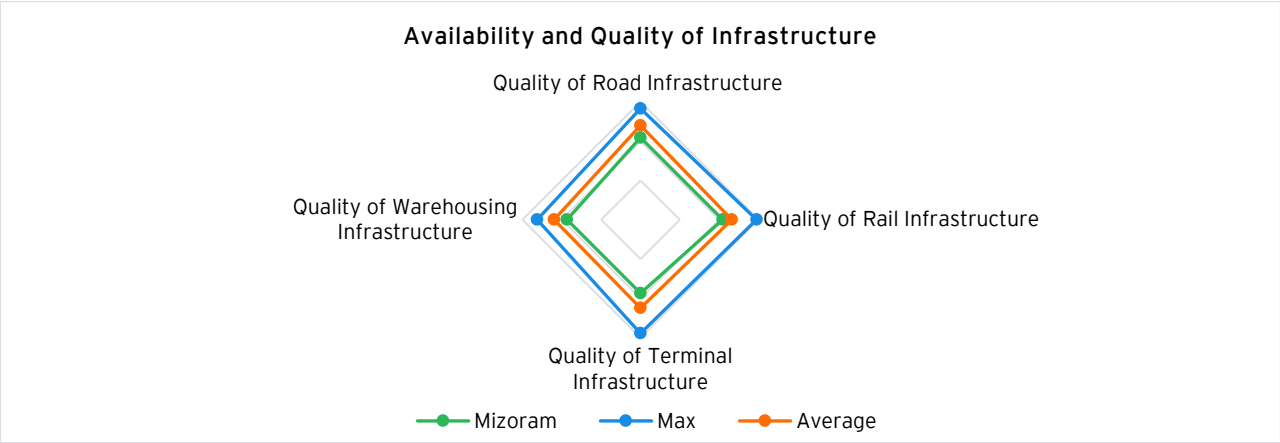 Availability and Quality of Infrastructure
Quality of Road Infrastructure
Quality of Warehousing
Infrastructure
Quality of Rail Infrastructure
Quality of Terminal
Infrastructure
Mizoram
Max
Average